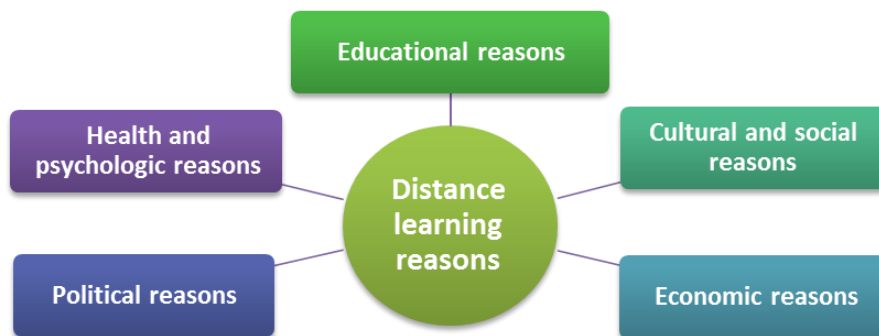 Educational reasons
Health and
psychologic reasons
Cultural and social
reasons
Distance
learning
reasons
Political reasons
Economic reasons